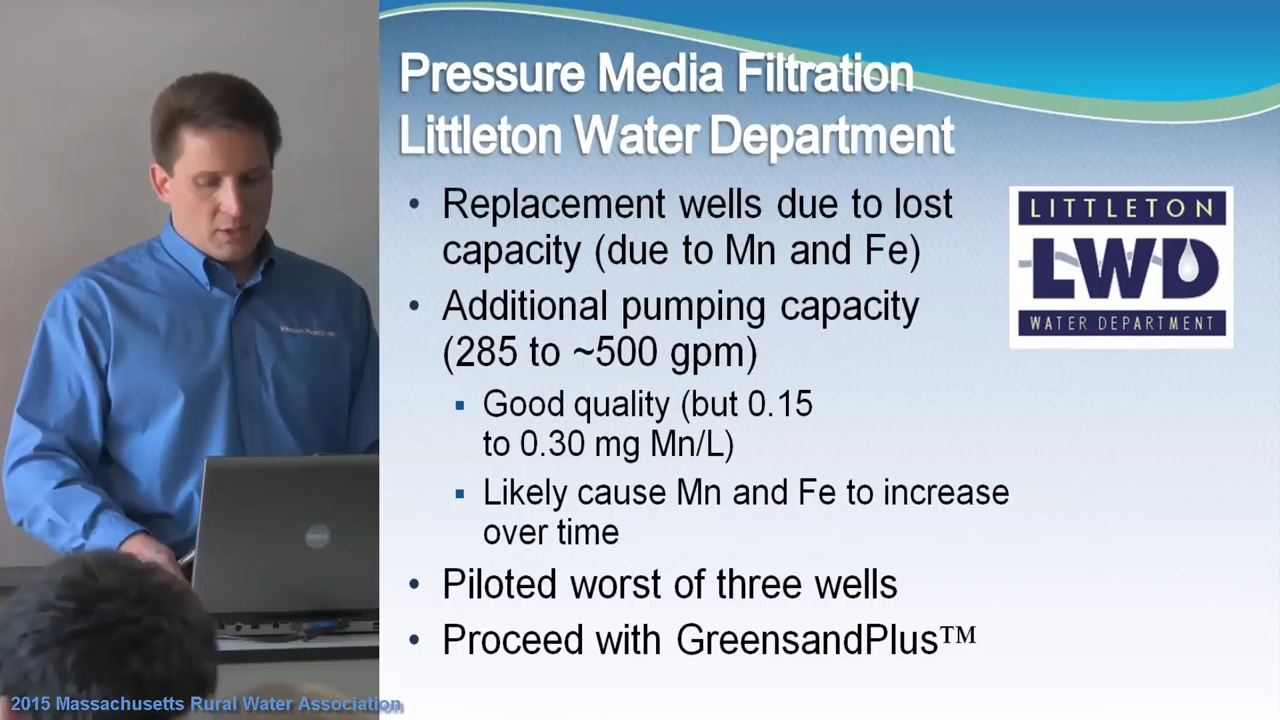 Pressure Media Filtration
Littleton Water Department
• Replacement wells due to lost
capacity (due to Mn and Fe)
• Additional pumping capacity
(285 to ~500 gpm)
▪ Good quality (but 0.15
to 0.30 mg Mn/L)
▪ Likely cause Mn and Fe to increase
over time
• Piloted worst of three wells
• Proceed with GreensandPlus™
LITTLETON
LWD
WATER DEPARTMENT
2015 Massachusetts Rural Water Association